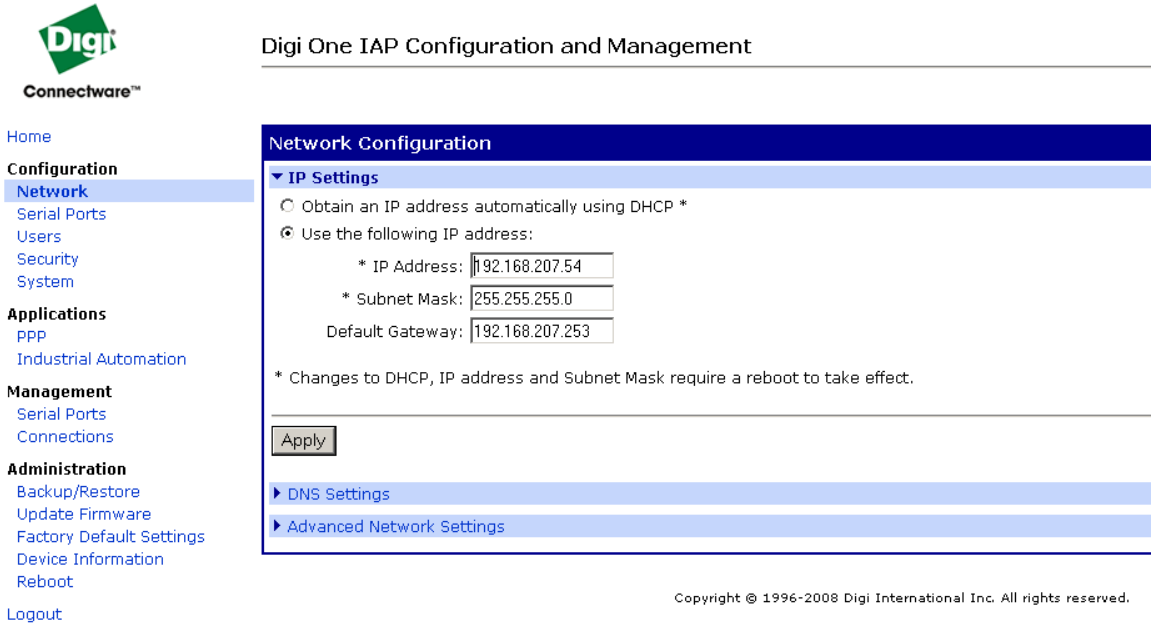 Digi
Connectware™
Digi One IAP Configuration and Management
Home
Configuration
Network
Serial Ports
Users
Security
System
Applications
PPP
Industrial Automation
Management
Serial Ports
Connections
Administration
Backup/Restore
Update Firmware
Factory Default Settings
Device Information
Reboot
Logout
Network Configuration
IP Settings
Obtain an IP address automatically using DHCP *
Use the following IP address:
* IP Address: 192.168.207.54
* Subnet Mask: 255.255.255.0
Default Gateway: 192.168.207.253
* Changes to DHCP, IP address and Subnet Mask require a reboot to take effect.
Apply
DNS Settings
Advanced Network Settings
Copyright © 1996-2008 Digi International Inc. All rights reserved.